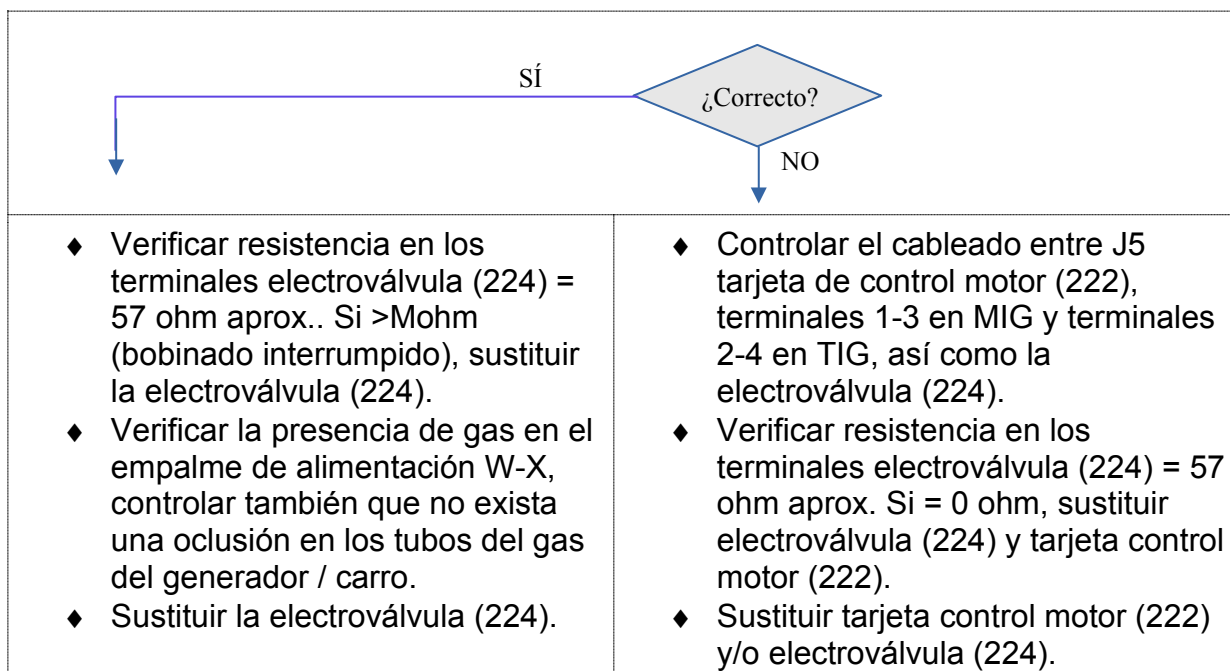 SÍ
¿Correcto?
NO
♦ Verificar resistencia en los
terminales electroválvula (224) =
57 ohm aprox.. Si >Mohm
(bobinado interrumpido), sustituir
la electroválvula (224).
♦ Verificar la presencia de gas en el
empalme de alimentación W-X,
controlar también que no exista
una oclusión en los tubos del gas
del generador / carro.
♦ Sustituir la electroválvula (224).
♦ Controlar el cableado entre J5
tarjeta de control motor (222),
terminales 1-3 en MIG y terminales
2-4 en TIG, así como la
electroválvula (224).
♦ Verificar resistencia en los
terminales electroválvula (224) = 57
ohm aprox. Si = 0 ohm, sustituir
electroválvula (224) y tarjeta control
motor (222).
♦ Sustituir tarjeta control motor (222)
y/o electroválvula (224).